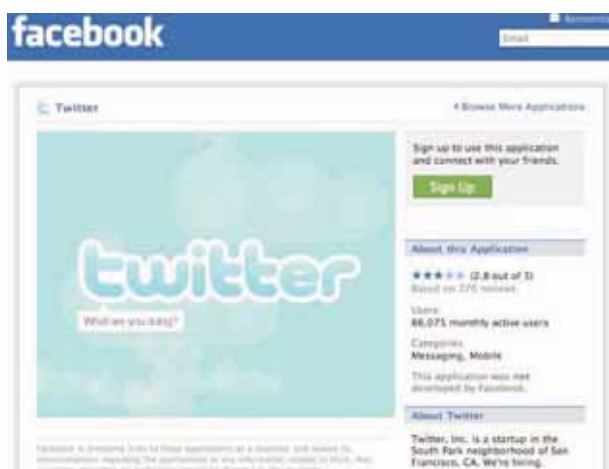 facebook
Email
Twitter
Browse More Applications
Sign up to use this application
and connect with your friends.
Sign Up
twitter
What are you doing?
About this Application
(2.8 out of 5)
Based on 276 reviews
Users:
66,075 monthly active users
Categories
Messaging, Mobile
This application was not
developed by Facebook.
About Twitter
Twitter, Inc. is a startup in the
South Park neighborhood of San
Francisco, CA. We're hiring.